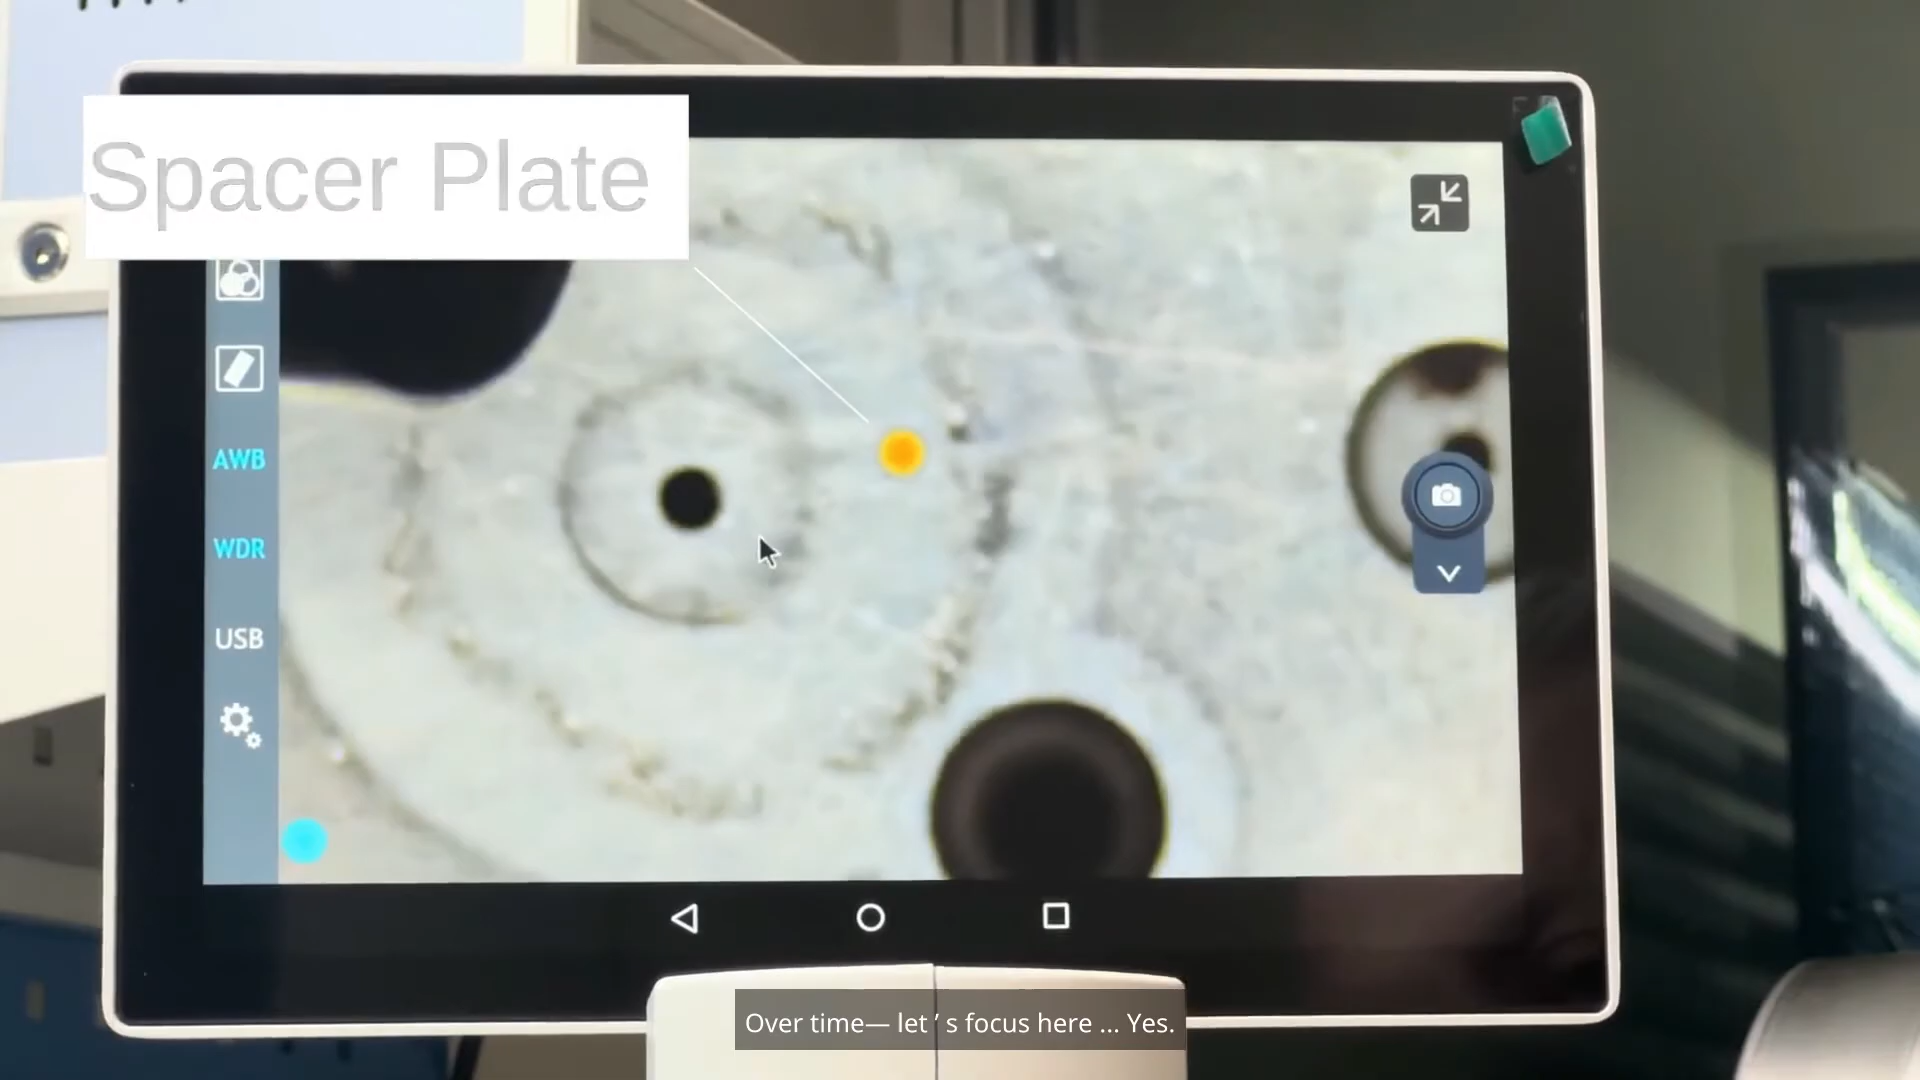 Spacer Plate
AWB
WDR
USB
Over time— let ’ s focus here ... Yes.